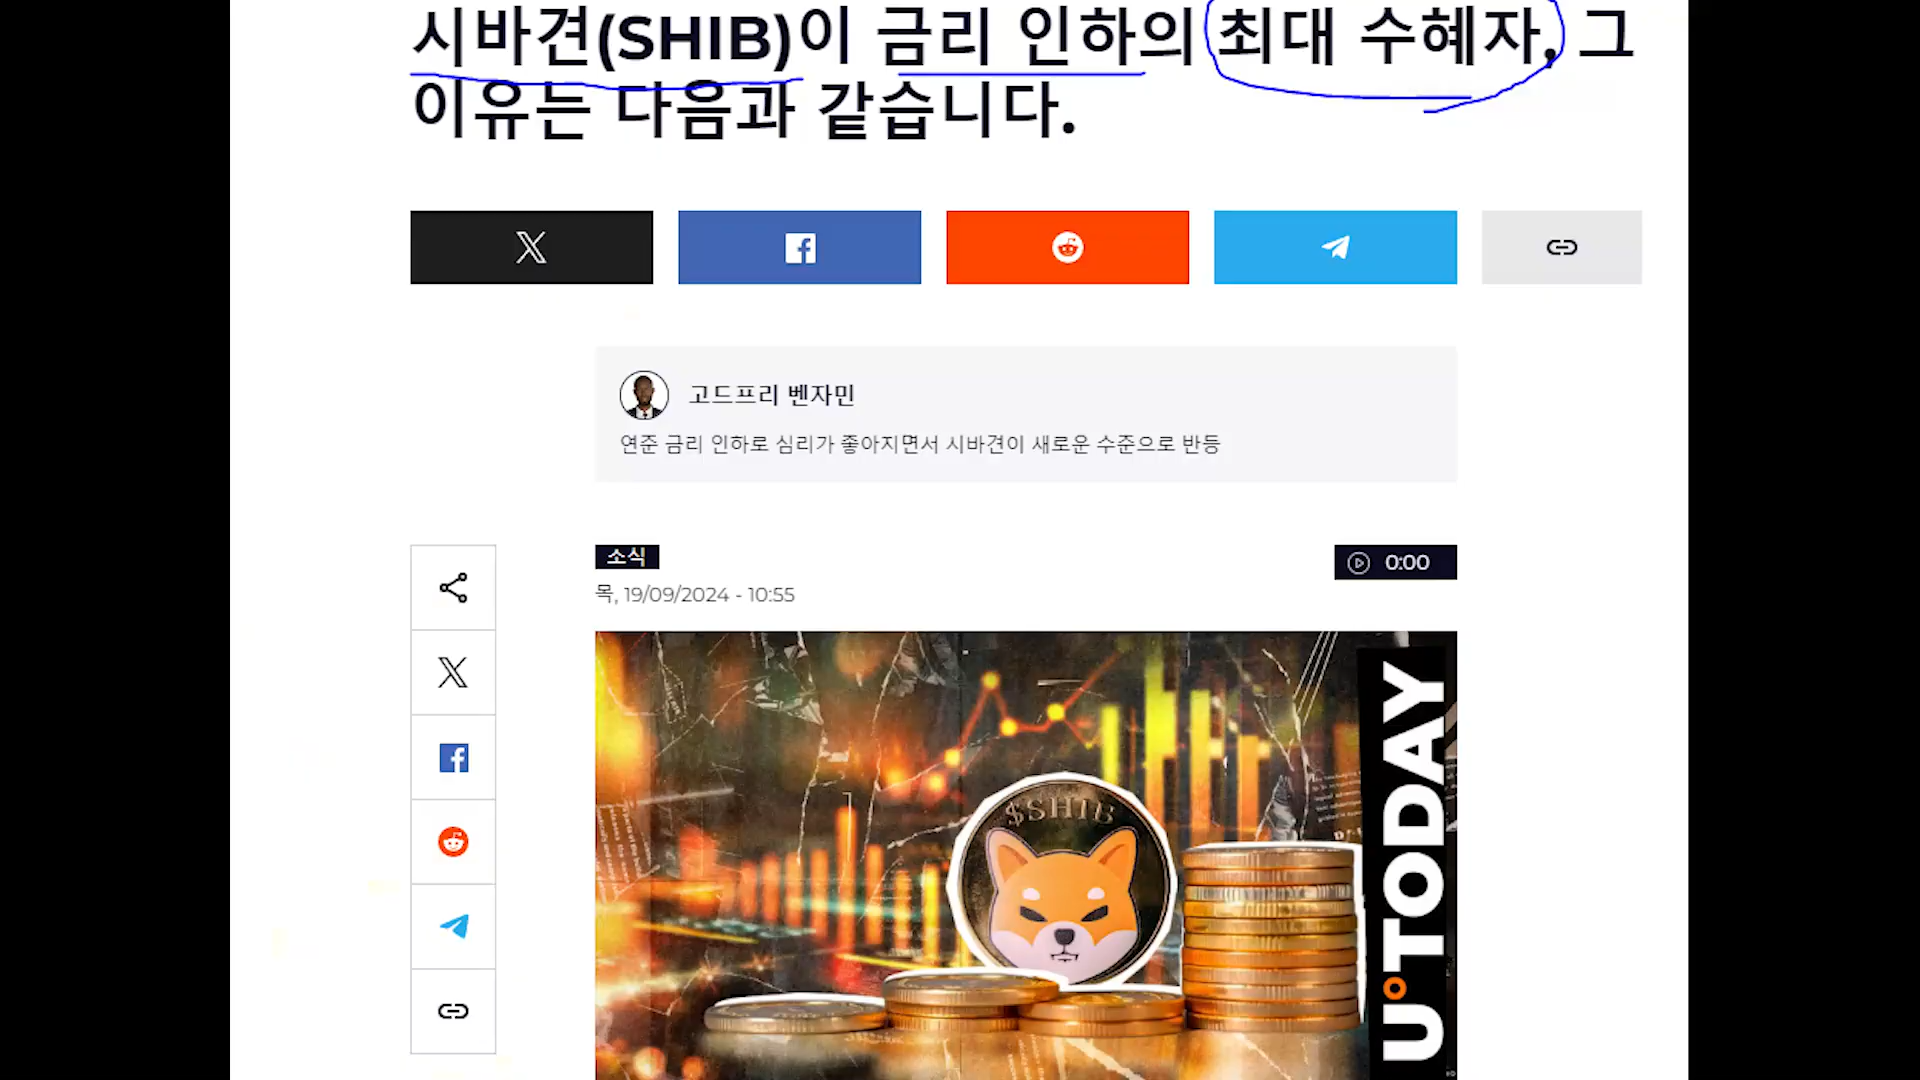 시바견(SHIB)이 금리 인하의 최대 수혜자. 그
이유는 다음과 같습니다.
고드프리 벤자민
연준 금리 인하로 심리가 좋아지면서 시바견이 새로운 수준으로 반등
소식
0:00
목, 19/09/2024 - 10:55
$SHIB
U°TODAY